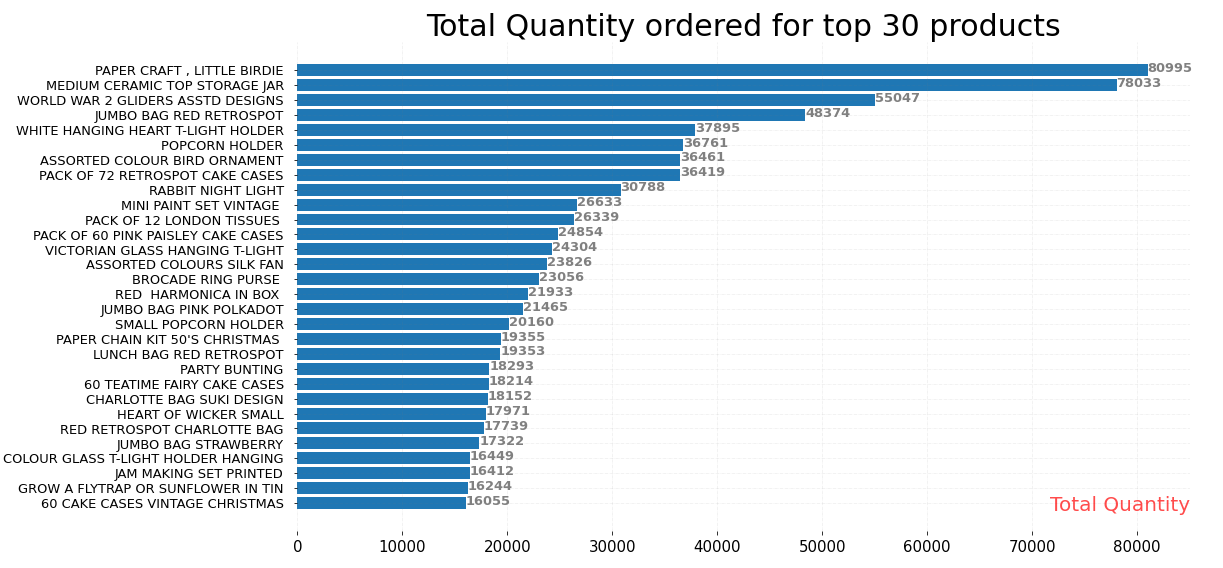 Total Quantity ordered for top 30 products
PAPER CRAFT , LITTLE BIRDIE 80995
MEDIUM CERAMIC TOP STORAGE JAR 78033
WORLD WAR 2 GLIDERS ASSTD DESIGNS 55047
JUMBO BAG RED RETROSPOT 48374
WHITE HANGING HEART T-LIGHT HOLDER 37895
POPCORN HOLDER 36761
ASSORTED COLOUR BIRD ORNAMENT 36461
PACK OF 72 RETROSPOT CAKE CASES 36419
RABBIT NIGHT LIGHT 30788
MINI PAINT SET VINTAGE 26633
PACK OF 12 LONDON TISSUES 26339
PACK OF 60 PINK PAISLEY CAKE CASES 24854
VICTORIAN GLASS HANGING T-LIGHT 24304
ASSORTED COLOURS SILK FAN 23826
BROCADE RING PURSE 23056
RED  HARMONICA IN BOX 21933
JUMBO BAG PINK POLKADOT 21465
SMALL POPCORN HOLDER 20160
PAPER CHAIN KIT 50'S CHRISTMAS 19355
LUNCH BAG RED RETROSPOT 19353
PARTY BUNTING 18293
60 TEATIME FAIRY CAKE CASES 18214
CHARLOTTE BAG SUKI DESIGN 18152
HEART OF WICKER SMALL 17971
RED RETROSPOT CHARLOTTE BAG 17739
JUMBO BAG STRAWBERRY 17322
COLOUR GLASS T-LIGHT HOLDER HANGING 16449
JAM MAKING SET PRINTED 16412
GROW A FLYTRAP OR SUNFLOWER IN TIN 16244
60 CAKE CASES VINTAGE CHRISTMAS 16055
Total Quantity
0 10000 20000 30000 40000 50000 60000 70000 80000